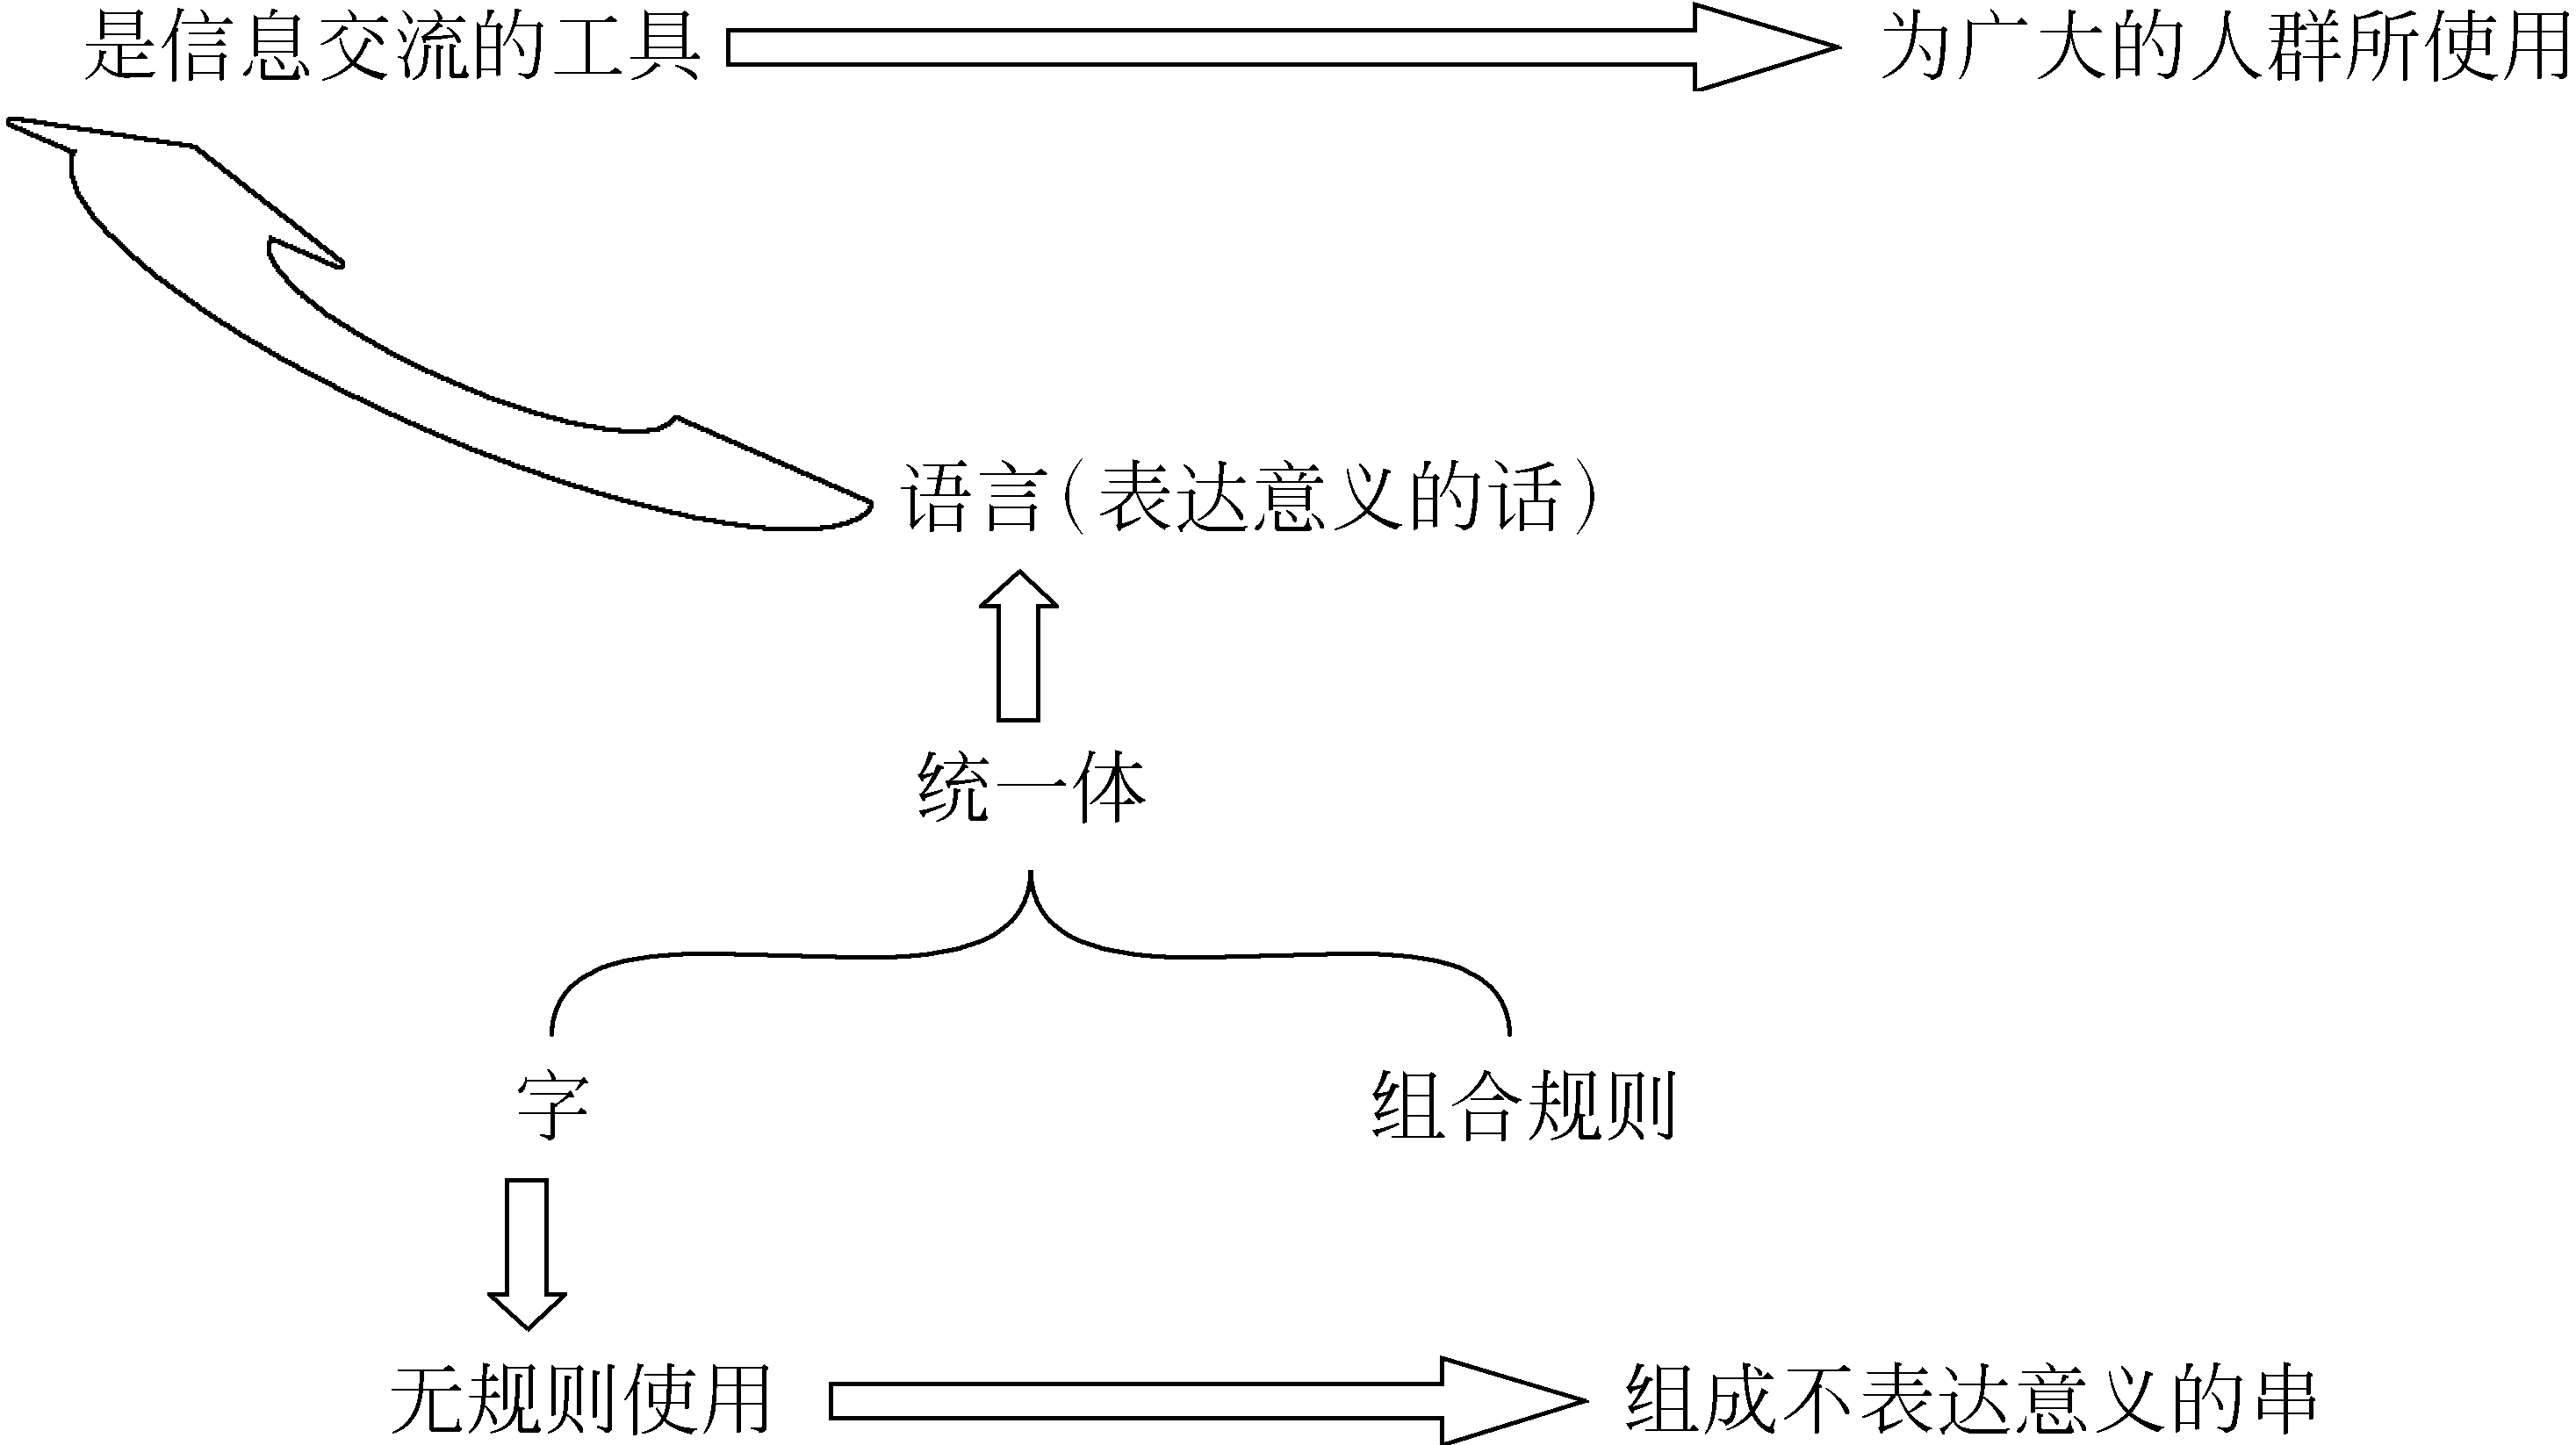 是信息交流的工具
为广大的人群所使用
语言(表达意义的话)
统一体
字
组合规则
无规则使用
组成不表达意义的串